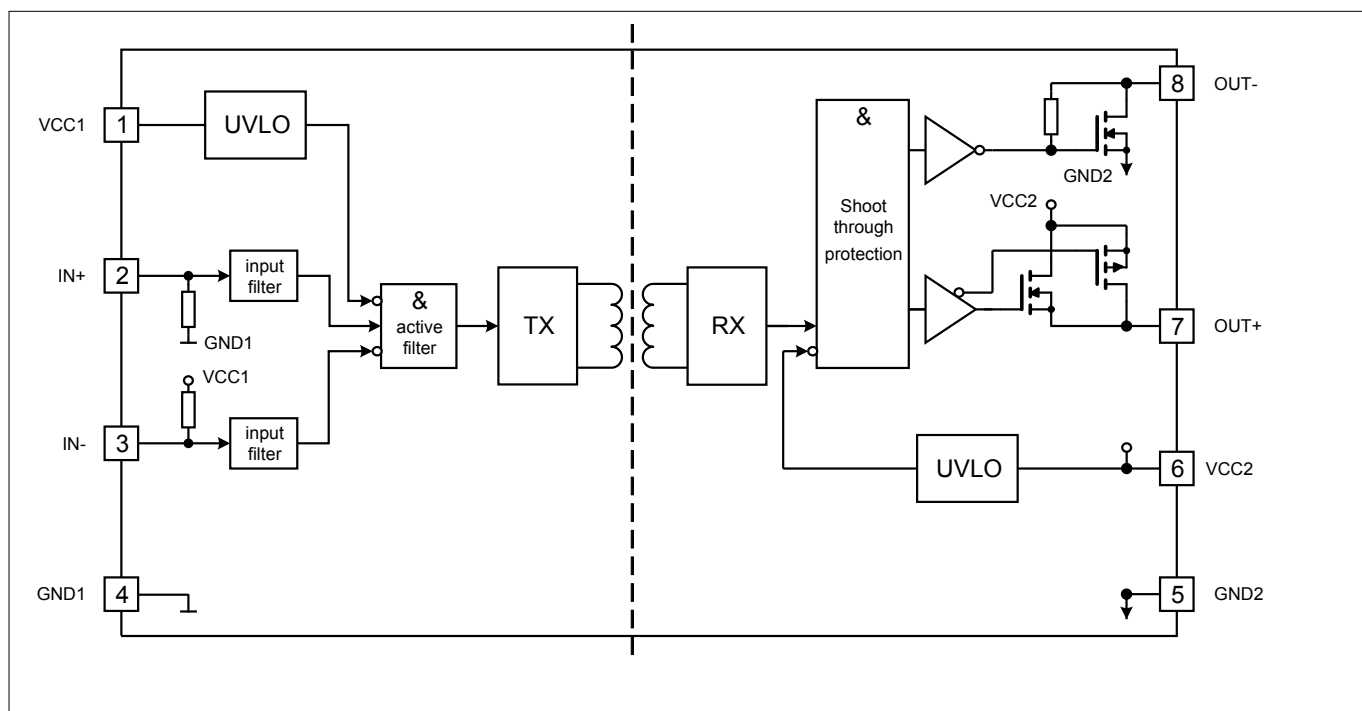 VCC1
1
UVLO
IN+
2
input
filter
GND1
VCC1
IN-
3
input
filter
GND1
4
&
active
filter
TX
RX
&
Shoot
through
protection
GND2
VCC2
UVLO
8
OUT-
7
OUT+
6
VCC2
5
GND2